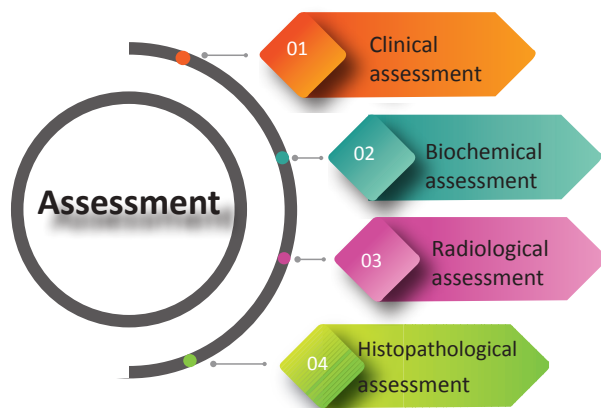 Assessment
01
Clinical
assessment
02
Biochemical
assessment
03
Radiological
assessment
04
Histopathological
assessment